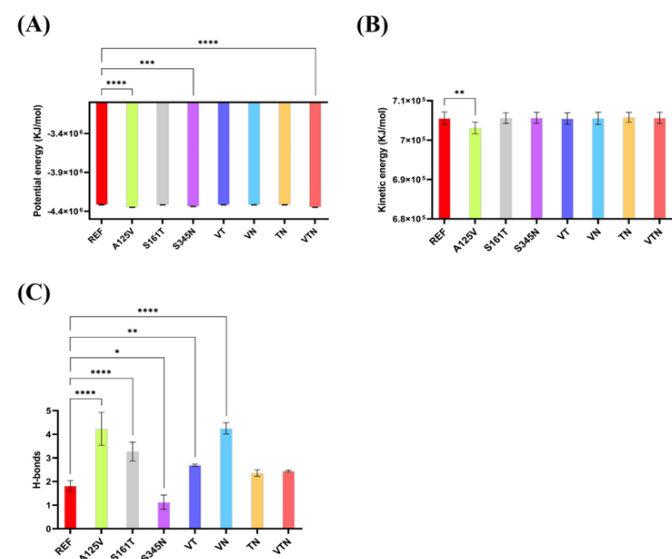 (A)
****
***
****
Potential energy (KJ/mol)
-3.4×10⁶
-3.9×10⁶
-4.4×10⁶
REF
A125V
S161T
S345N
VT
VN
TN
VTN
(B)
**
Kinetic energy (KJ/mol)
7.1×10⁵
7×10⁵
6.9×10⁵
6.8×10⁵
REF
A125V
S161T
S345N
VT
VN
TN
VTN
(C)
****
**
*
****
****
H-bonds
5
4
3
2
1
0
REF
A125V
S161T
S345N
VT
VN
TN
VTN